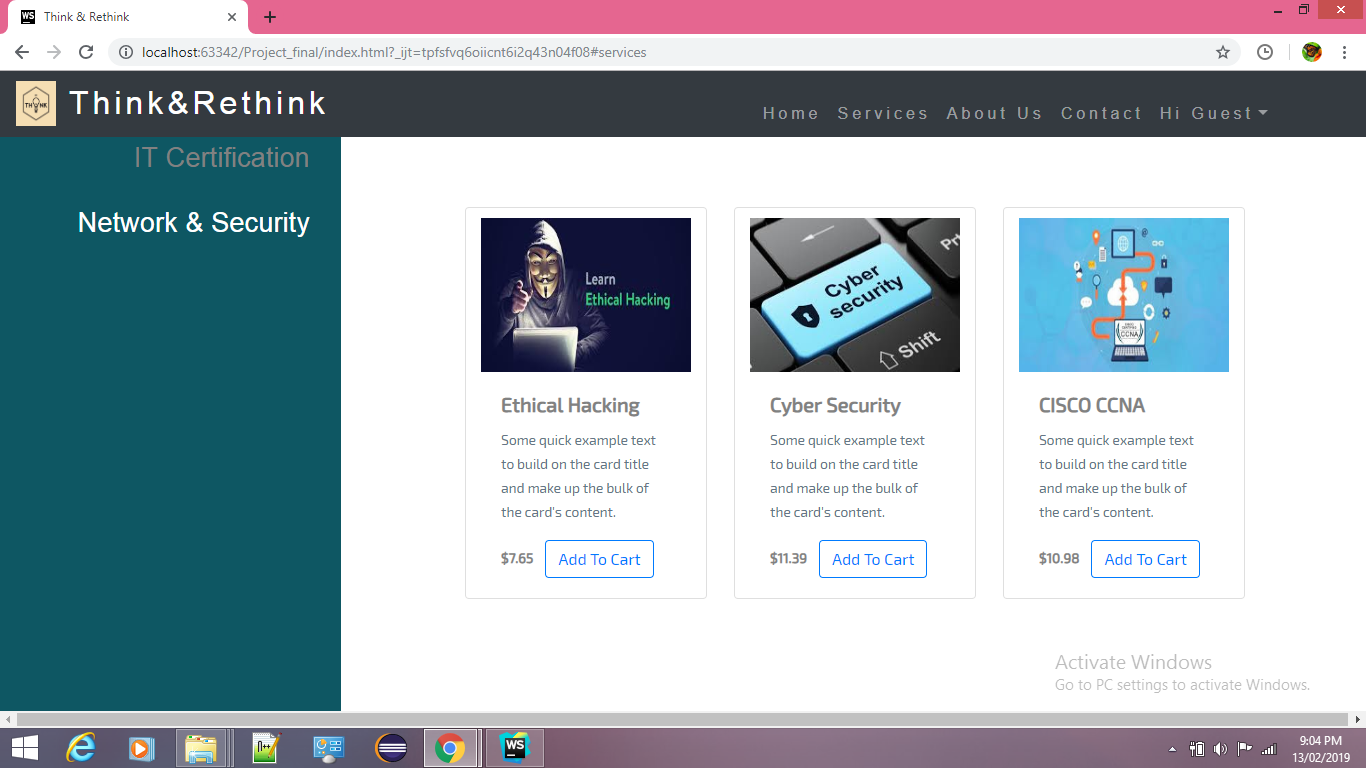 Think & Rethink
localhost:63342/Project_final/index.html?_ijt=tpfsfvq6oiicnt6i2q43n04f08#services
THINK
Think&Rethink
Home Services About Us Contact Hi Guest
IT Certification
Network & Security
Learn
Ethical Hacking
Cyber
security
Shift
Ethical Hacking
Some quick example text
to build on the card title
and make up the bulk of
the card's content.
$7.65 Add To Cart
Cyber Security
Some quick example text
to build on the card title
and make up the bulk of
the card's content.
$11.39 Add To Cart
CCNA
CISCO CCNA
Some quick example text
to build on the card title
and make up the bulk of
the card's content.
$10.98 Add To Cart
Activate Windows
Go to PC settings to activate Windows.
WS
9:04 PM
13/02/2019